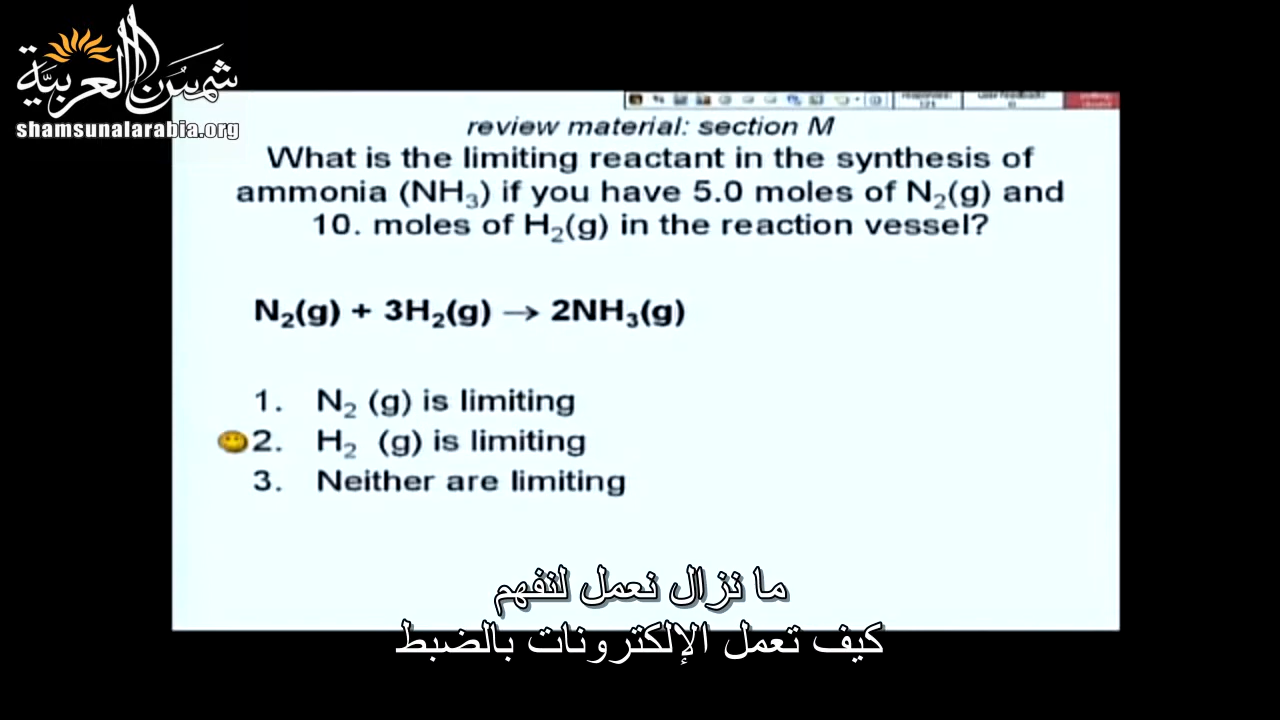 شمسن العربية
shamsunalarabia.org
review material: section M
What is the limiting reactant in the synthesis of
ammonia (NH₃) if you have 5.0 moles of N₂(g) and
10. moles of H₂(g) in the reaction vessel?
N₂(g) + 3H₂(g) → 2NH₃(g)
1. N₂ (g) is limiting
2. H₂ (g) is limiting
3. Neither are limiting
ما نزال نعمل لنفهم
كيف تعمل الإلكترونات بالضبط